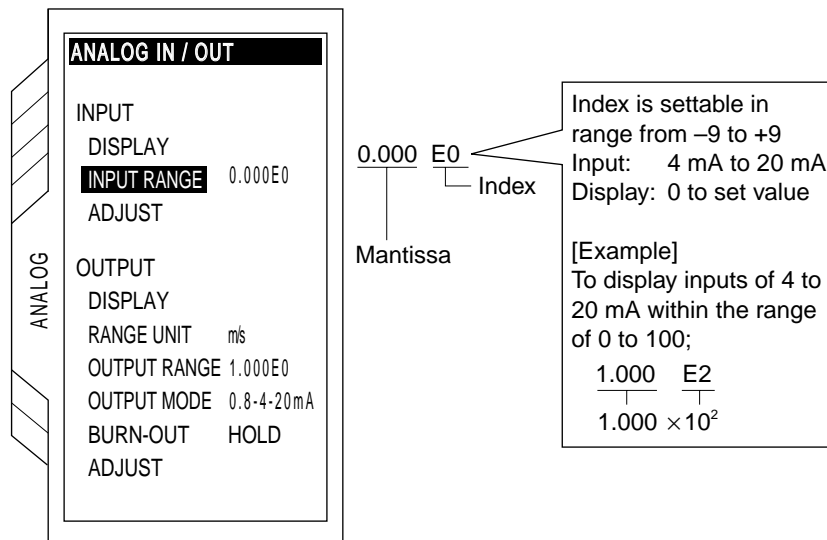 ANALOG IN / OUT
INPUT
DISPLAY
INPUT RANGE 0.000E0
ADJUST
OUTPUT
DISPLAY
RANGE UNIT m/s
OUTPUT RANGE 1.000E0
OUTPUT MODE 0.8-4-20mA
BURN-OUT HOLD
ADJUST
ANALOG
0.000 E0
Index
Mantissa
Index is settable in
range from –9 to +9
Input: 4 mA to 20 mA
Display: 0 to set value
[Example]
To display inputs of 4 to
20 mA within the range
of 0 to 100;
1.000 E2
1.000 ×10²